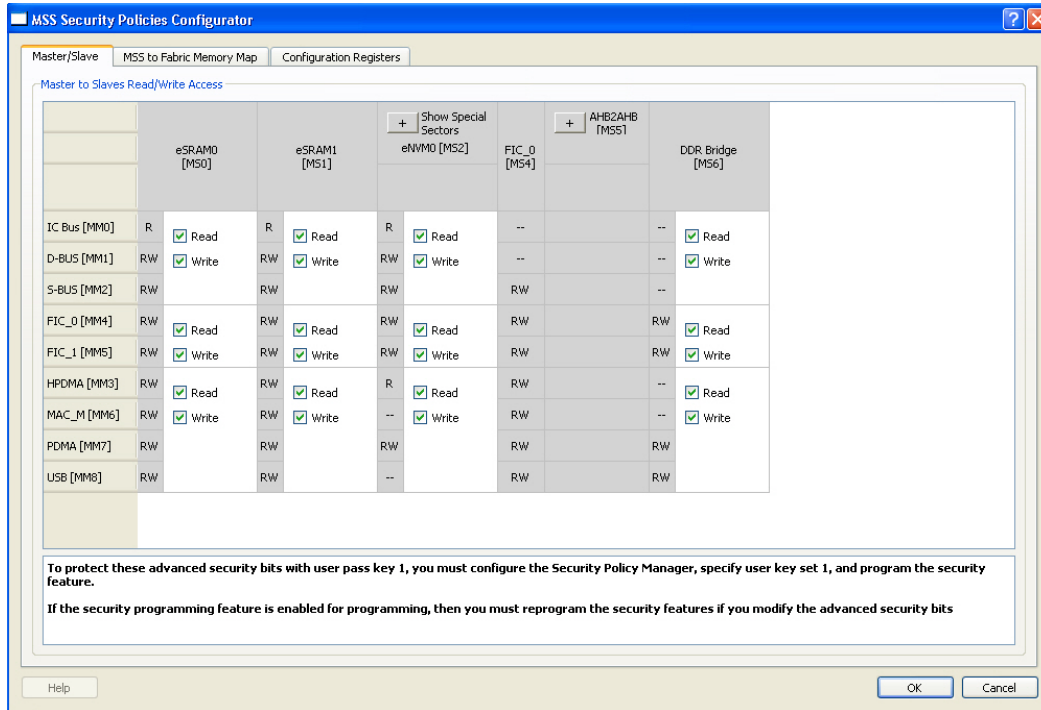 MSS Security Policies Configurator
Master/Slave
MSS to Fabric Memory Map
Configuration Registers
Master to Slaves Read/Write Access
eSRAM0
[MS0]
eSRAM1
[MS1]
+ Show Special
Sectors
eNVM0 [MS2]
FIC_0
[MS4]
+ AHB2AHB
[MS5]
DDR Bridge
[MS6]
IC Bus [MM0] R Read R Read R Read -- -- Read
D-BUS [MM1] RW Write RW Write RW Write -- -- Write
S-BUS [MM2] RW RW RW RW --
FIC_0 [MM4] RW Read RW Read RW Read RW RW Read
FIC_1 [MM5] RW Write RW Write RW Write RW RW Write
HPDMA [MM3] RW Read RW Read R Read RW -- Read
MAC_M [MM6] RW Write RW Write -- Write RW -- Write
PDMA [MM7] RW RW RW RW RW
USB [MM8] RW RW -- RW RW
To protect these advanced security bits with user pass key 1, you must configure the Security Policy Manager, specify user key set 1, and program the security
feature.
If the security programming feature is enabled for programming, then you must reprogram the security features if you modify the advanced security bits
Help
OK
Cancel